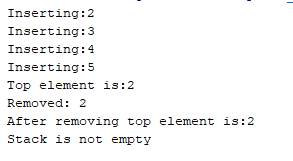 Inserting:2
Inserting:3
Inserting:4
Inserting:5
Top element is:2
Removed: 2
After removing top element is:2
Stack is not empty